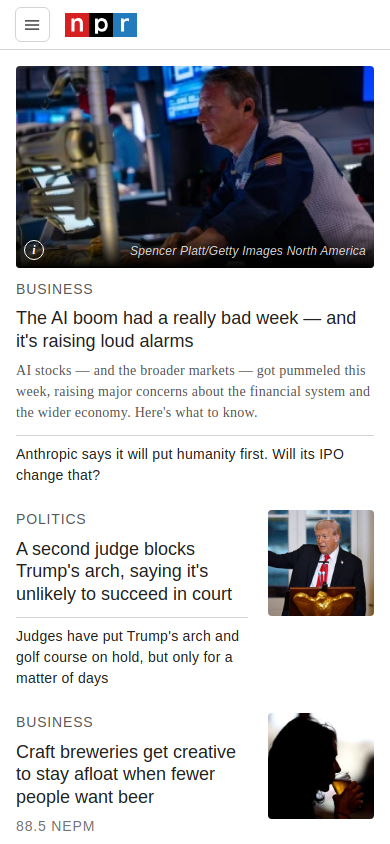 npr
i
Spencer Platt/Getty Images North America
BUSINESS
The AI boom had a really bad week — and
it's raising loud alarms
AI stocks — and the broader markets — got pummeled this
week, raising major concerns about the financial system and
the wider economy. Here's what to know.
Anthropic says it will put humanity first. Will its IPO
change that?
POLITICS
A second judge blocks
Trump's arch, saying it's
unlikely to succeed in court
Judges have put Trump's arch and
golf course on hold, but only for a
matter of days
BUSINESS
Craft breweries get creative
to stay afloat when fewer
people want beer
88.5 NEPM